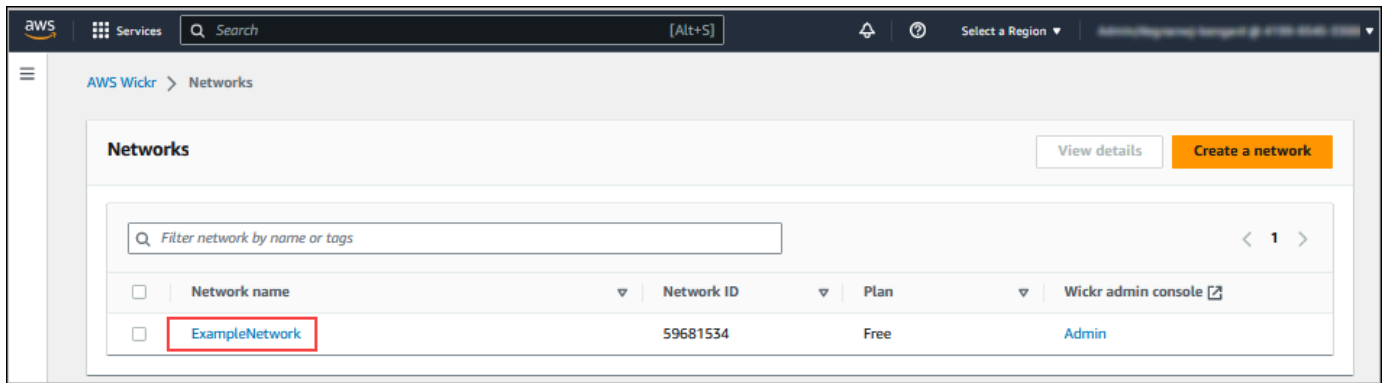 aws Services Search [Alt+S] Select a Region
AWS Wickr > Networks
Networks View details Create a network
Filter network by name or tags < 1 >
Network name Network ID Plan Wickr admin console
ExampleNetwork 59681534 Free Admin